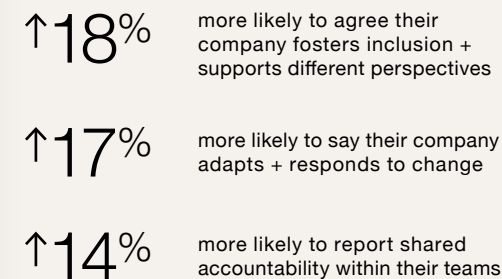 ↑18%
more likely to agree their
company fosters inclusion +
supports different perspectives
↑17%
more likely to say their company
adapts + responds to change
↑14%
more likely to report shared
accountability within their teams